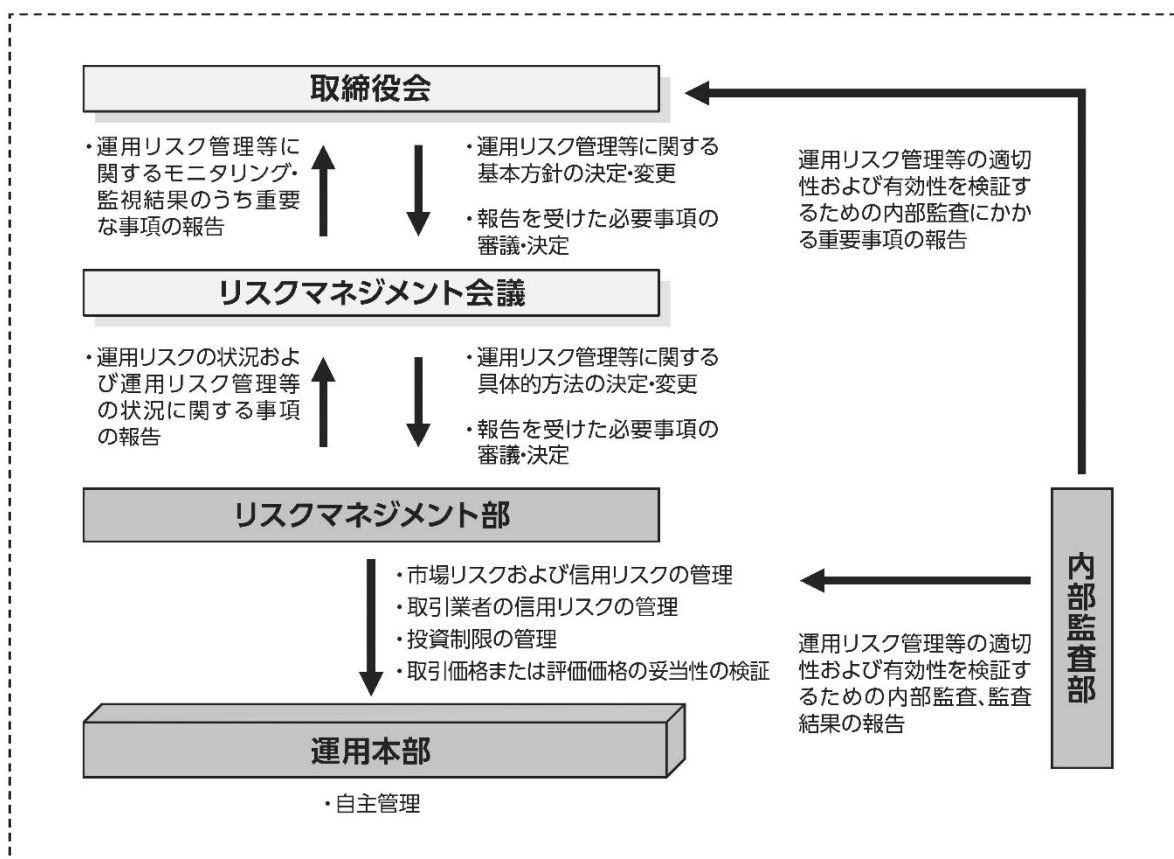 取締役会
・運用リスク管理等に
関するモニタリング・
監視結果のうち重要
な事項の報告
・運用リスク管理等に関する
基本方針の決定・変更
・報告を受けた必要事項の
審議・決定
運用リスク管理等の適切
性および有効性を検証す
るための内部監査にかか
る重要事項の報告
リスクマネジメント会議
・運用リスクの状況およ
び運用リスク管理等
の状況に関する事項
の報告
・運用リスク管理等に関する
具体的方法の決定・変更
・報告を受けた必要事項の
審議・決定
リスクマネジメント部
・市場リスクおよび信用リスクの管理
・取引業者の信用リスクの管理
・投資制限の管理
・取引価格または評価価格の妥当性の検証
運用リスク管理等の適切
性および有効性を検証す
るための内部監査、監査
結果の報告
内部監査部
運用本部
・自主管理